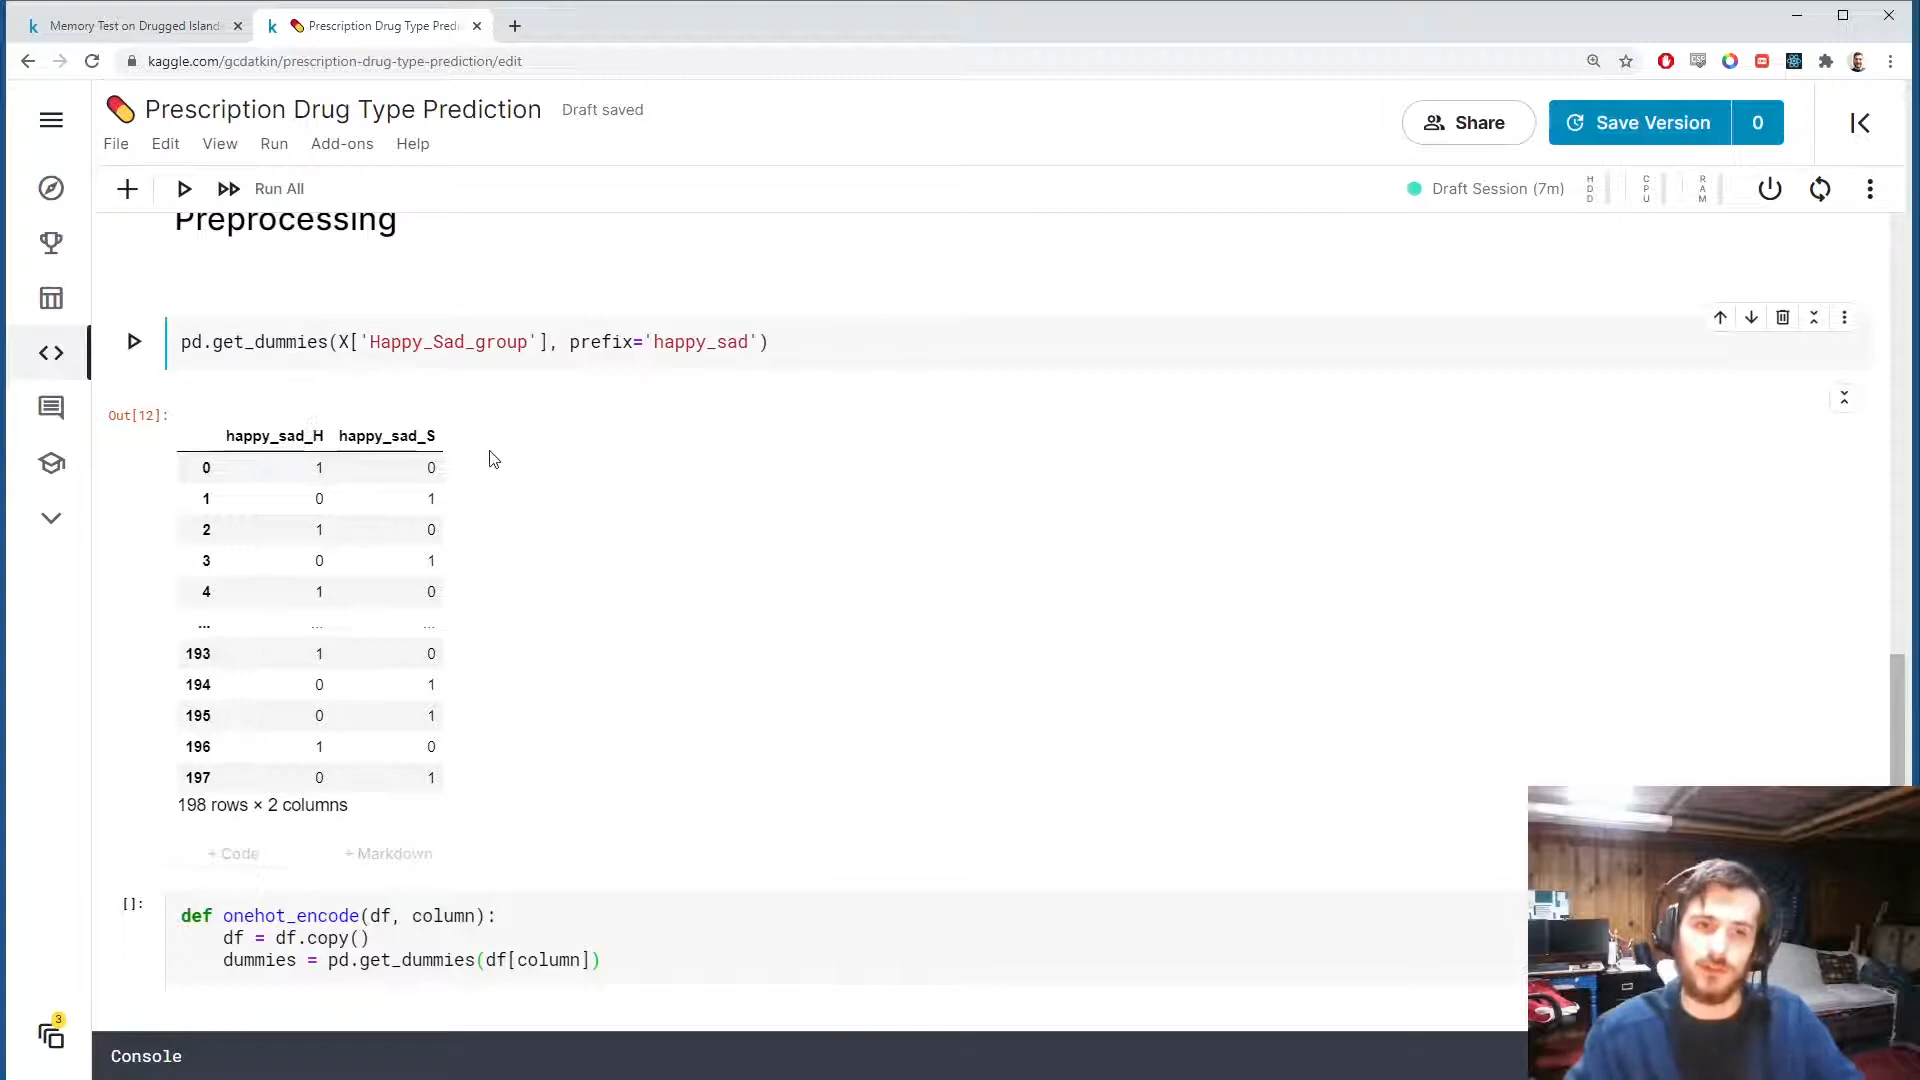 Memory Test on Drugged Island
Prescription Drug Type Predi
kaggle.com/gcdatkin/prescription-drug-type-prediction/edit
Prescription Drug Type Prediction
Draft saved
Share
Save Version
0
File
Edit
View
Run
Add-ons
Help
Run All
Draft Session (7m)
HDD
CPU
RAM
Preprocessing
pd.get_dummies(X['Happy_Sad_group'], prefix='happy_sad')
Out[12]:
happy_sad_H happy_sad_S
0 1 0
1 0 1
2 1 0
3 0 1
4 1 0
... ... ...
193 1 0
194 0 1
195 0 1
196 1 0
197 0 1
198 rows × 2 columns
+ Code
+ Markdown
[]:
def onehot_encode(df, column):
df = df.copy()
dummies = pd.get_dummies(df[column])
3
Console